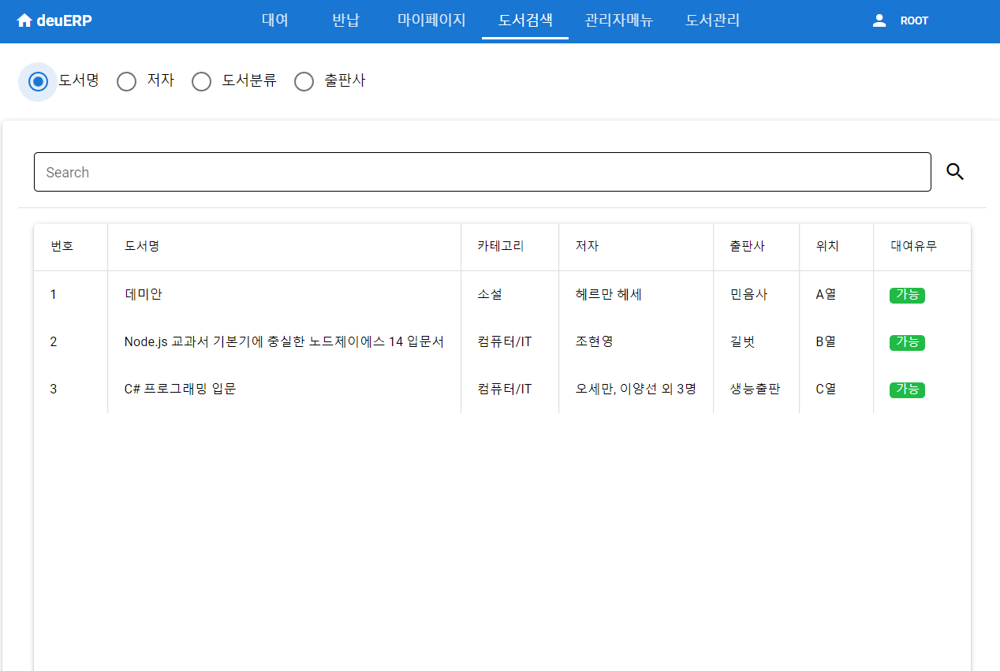 deuERP 대여 반납 마이페이지 도서검색 관리자메뉴 도서관리 ROOT
도서명 저자 도서분류 출판사
Search
번호 도서명 카테고리 저자 출판사 위치 대여유무
1 데미안 소설 헤르만 헤세 민음사 A열 가능
2 Node.js 교과서 기본기에 충실한 노드제이에스 14 입문서 컴퓨터/IT 조현영 길벗 B열 가능
3 C# 프로그래밍 입문 컴퓨터/IT 오세만, 이양선 외 3명 생능출판 C열 가능